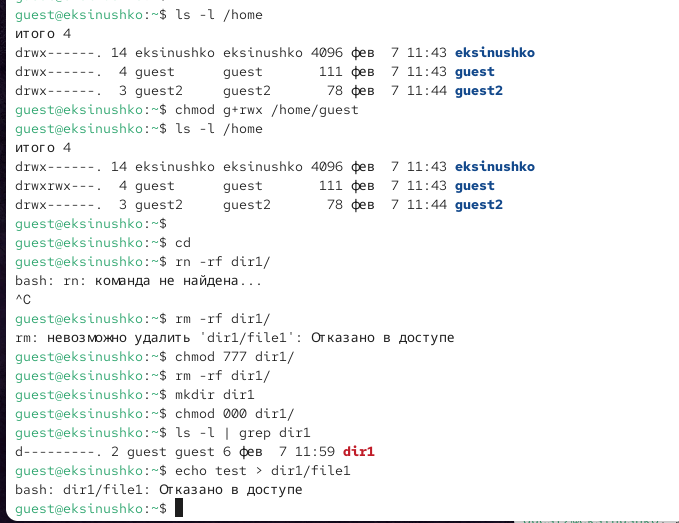 guest@eksinushko:~$ ls -l /home
итого 4
drwx------. 14 eksinushko eksinushko 4096 фев  7 11:43 eksinushko
drwx------.  4 guest      guest       111 фев  7 11:43 guest
drwx------.  3 guest2     guest2       78 фев  7 11:44 guest2
guest@eksinushko:~$ chmod g+rwx /home/guest
guest@eksinushko:~$ ls -l /home
итого 4
drwx------. 14 eksinushko eksinushko 4096 фев  7 11:43 eksinushko
drwxrwx---.  4 guest      guest       111 фев  7 11:43 guest
drwx------.  3 guest2     guest2       78 фев  7 11:44 guest2
guest@eksinushko:~$
guest@eksinushko:~$ cd
guest@eksinushko:~$ rn -rf dir1/
bash: rn: команда не найдена...
^C
guest@eksinushko:~$ rm -rf dir1/
rm: невозможно удалить 'dir1/file1': Отказано в доступе
guest@eksinushko:~$ chmod 777 dir1/
guest@eksinushko:~$ rm -rf dir1/
guest@eksinushko:~$ mkdir dir1
guest@eksinushko:~$ chmod 000 dir1/
guest@eksinushko:~$ ls -l | grep dir1
d---------. 2 guest guest 6 фев  7 11:59 dir1
guest@eksinushko:~$ echo test > dir1/file1
bash: dir1/file1: Отказано в доступе
guest@eksinushko:~$